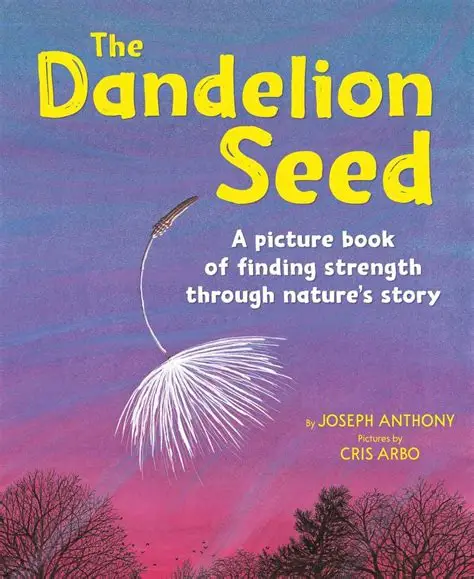 The
Dandelion
Seed
A picture book
of finding strength
through nature's story
By JOSEPH ANTHONY
Pictures by
CRIS ARBO